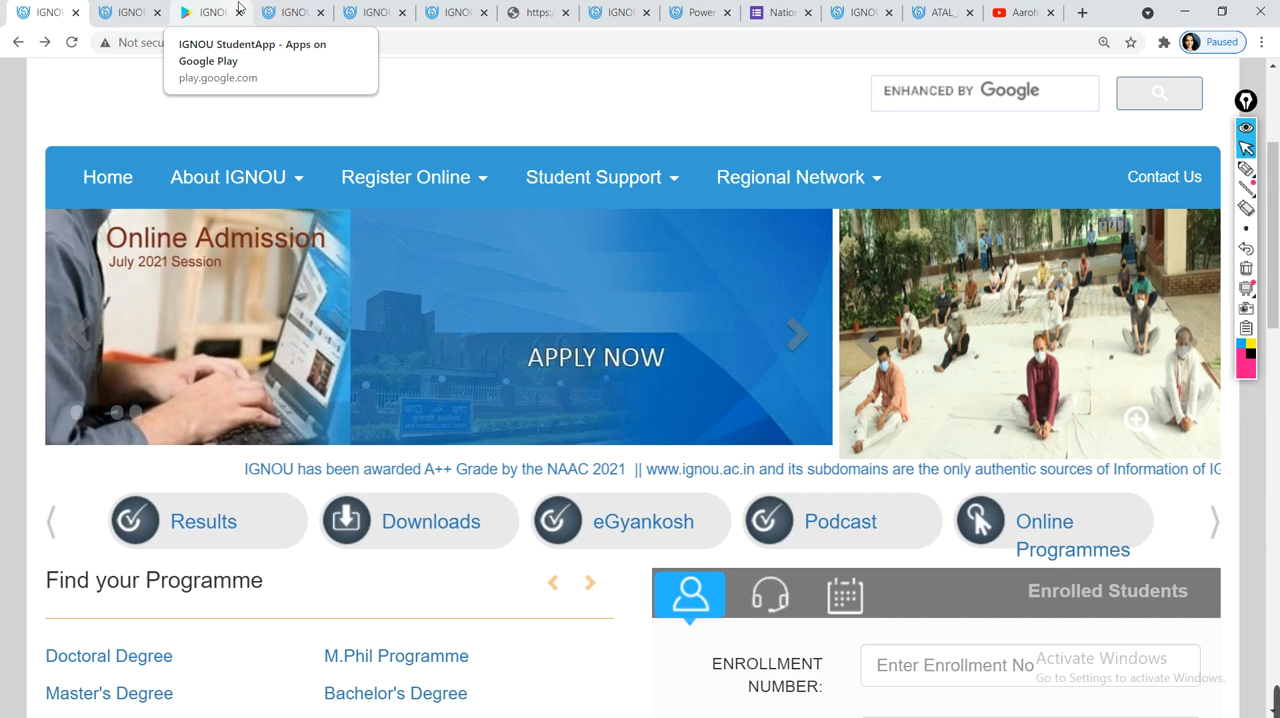 IGNOU
IGNOU
IGNOU
IGNOU
IGNOU
IGNOU
https:/
IGNOU
Power
Natio
IGNOU
ATAL_
Aaroh
Not secu
IGNOU StudentApp - Apps on
Google Play
play.google.com
Paused
ENHANCED BY Google
Home
About IGNOU
Register Online
Student Support
Regional Network
Contact Us
Online Admission
July 2021 Session
APPLY NOW
IGNOU has been awarded A++ Grade by the NAAC 2021 || www.ignou.ac.in and its subdomains are the only authentic sources of Information of IG
Results
Downloads
eGyankosh
Podcast
Online
Programmes
Find your Programme
Enrolled Students
Doctoral Degree
M.Phil Programme
Master's Degree
Bachelor's Degree
ENROLLMENT
NUMBER:
Enter Enrollment No
Activate Windows
Go to Settings to activate Windows.